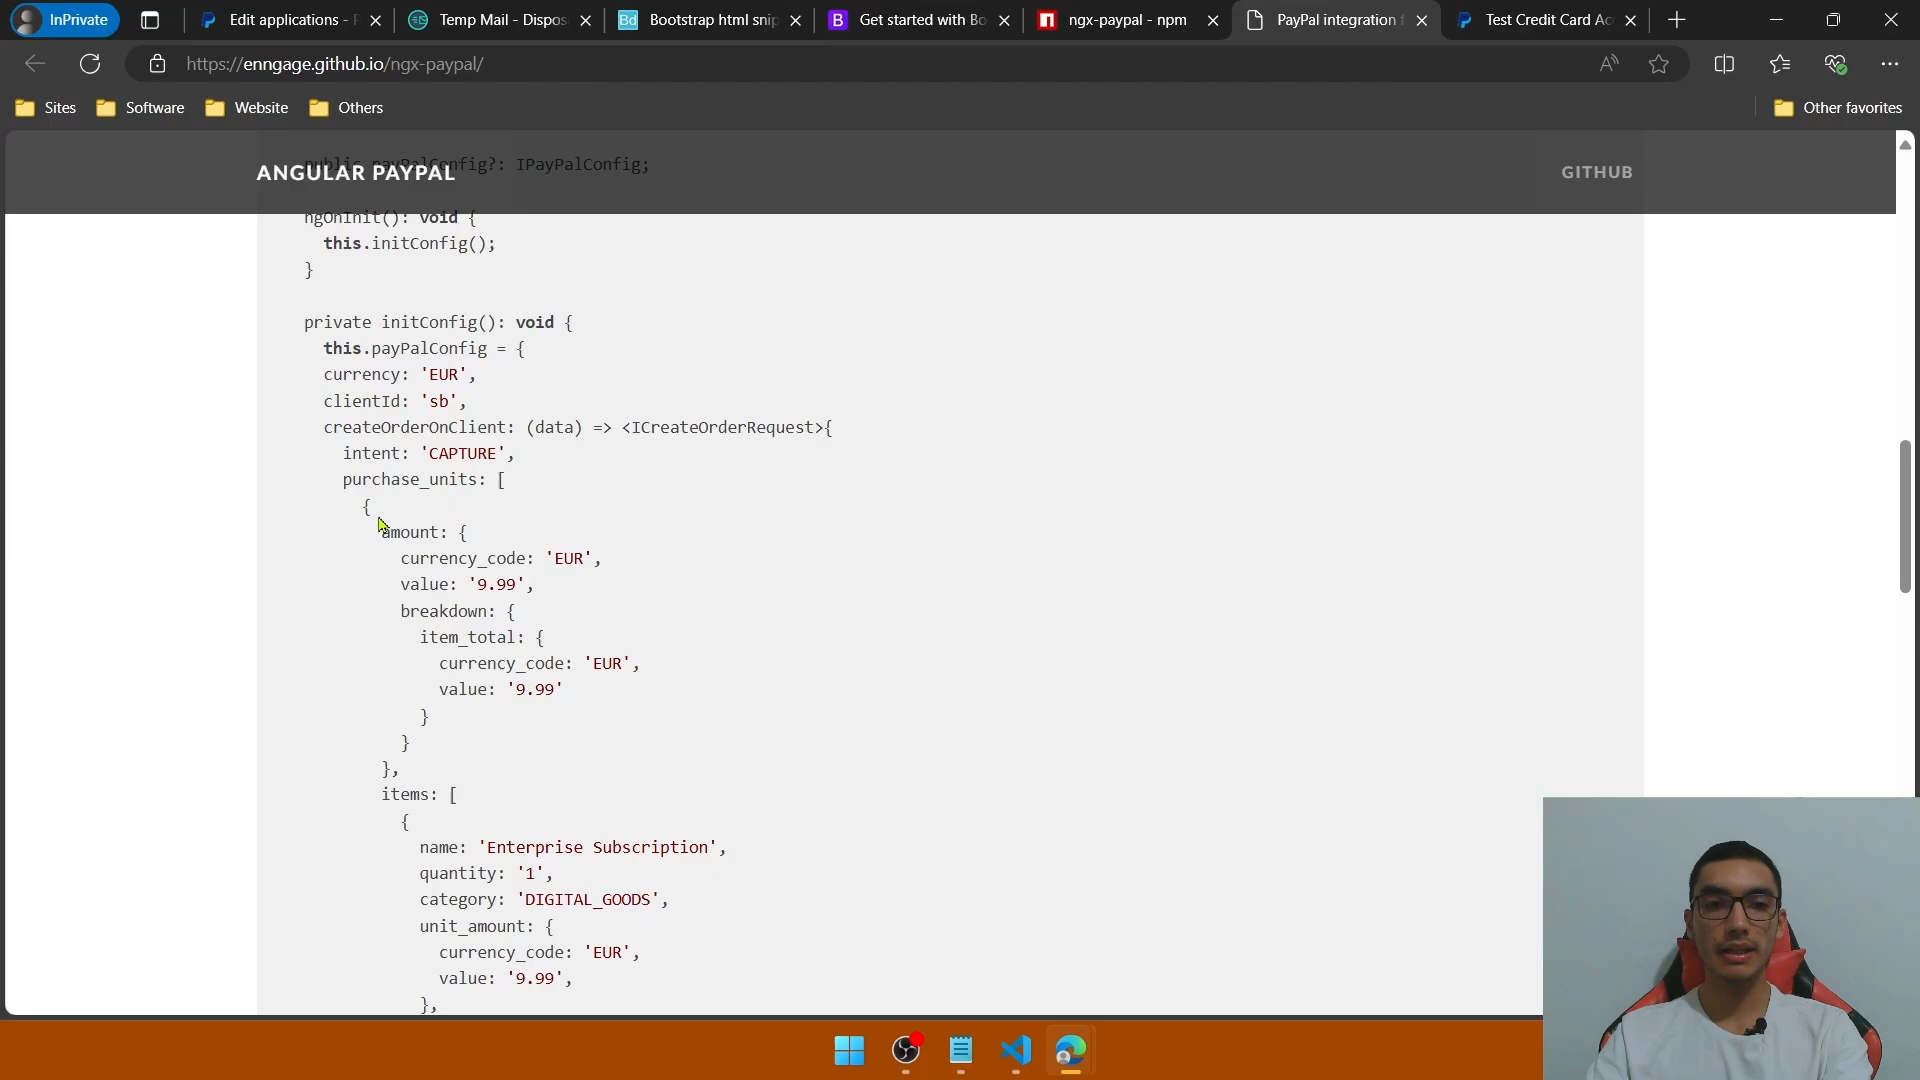 InPrivate
Edit applications - P
Temp Mail - Dispos
Bd
Bootstrap html snip
B
Get started with Bo
n
ngx-paypal - npm
PayPal integration f
Test Credit Card Ac
https://enngage.github.io/ngx-paypal/
Sites
Software
Website
Others
Other favorites
public payPalConfig?: IPayPalConfig;
ANGULAR PAYPAL
GITHUB
ngOnInit(): void {
this.initConfig();
}
private initConfig(): void {
this.payPalConfig = {
currency: 'EUR',
clientId: 'sb',
createOrderOnClient: (data) => <ICreateOrderRequest>{
intent: 'CAPTURE',
purchase_units: [
{
amount: {
currency_code: 'EUR',
value: '9.99',
breakdown: {
item_total: {
currency_code: 'EUR',
value: '9.99'
}
}
},
items: [
{
name: 'Enterprise Subscription',
quantity: '1',
category: 'DIGITAL_GOODS',
unit_amount: {
currency_code: 'EUR',
value: '9.99',
},